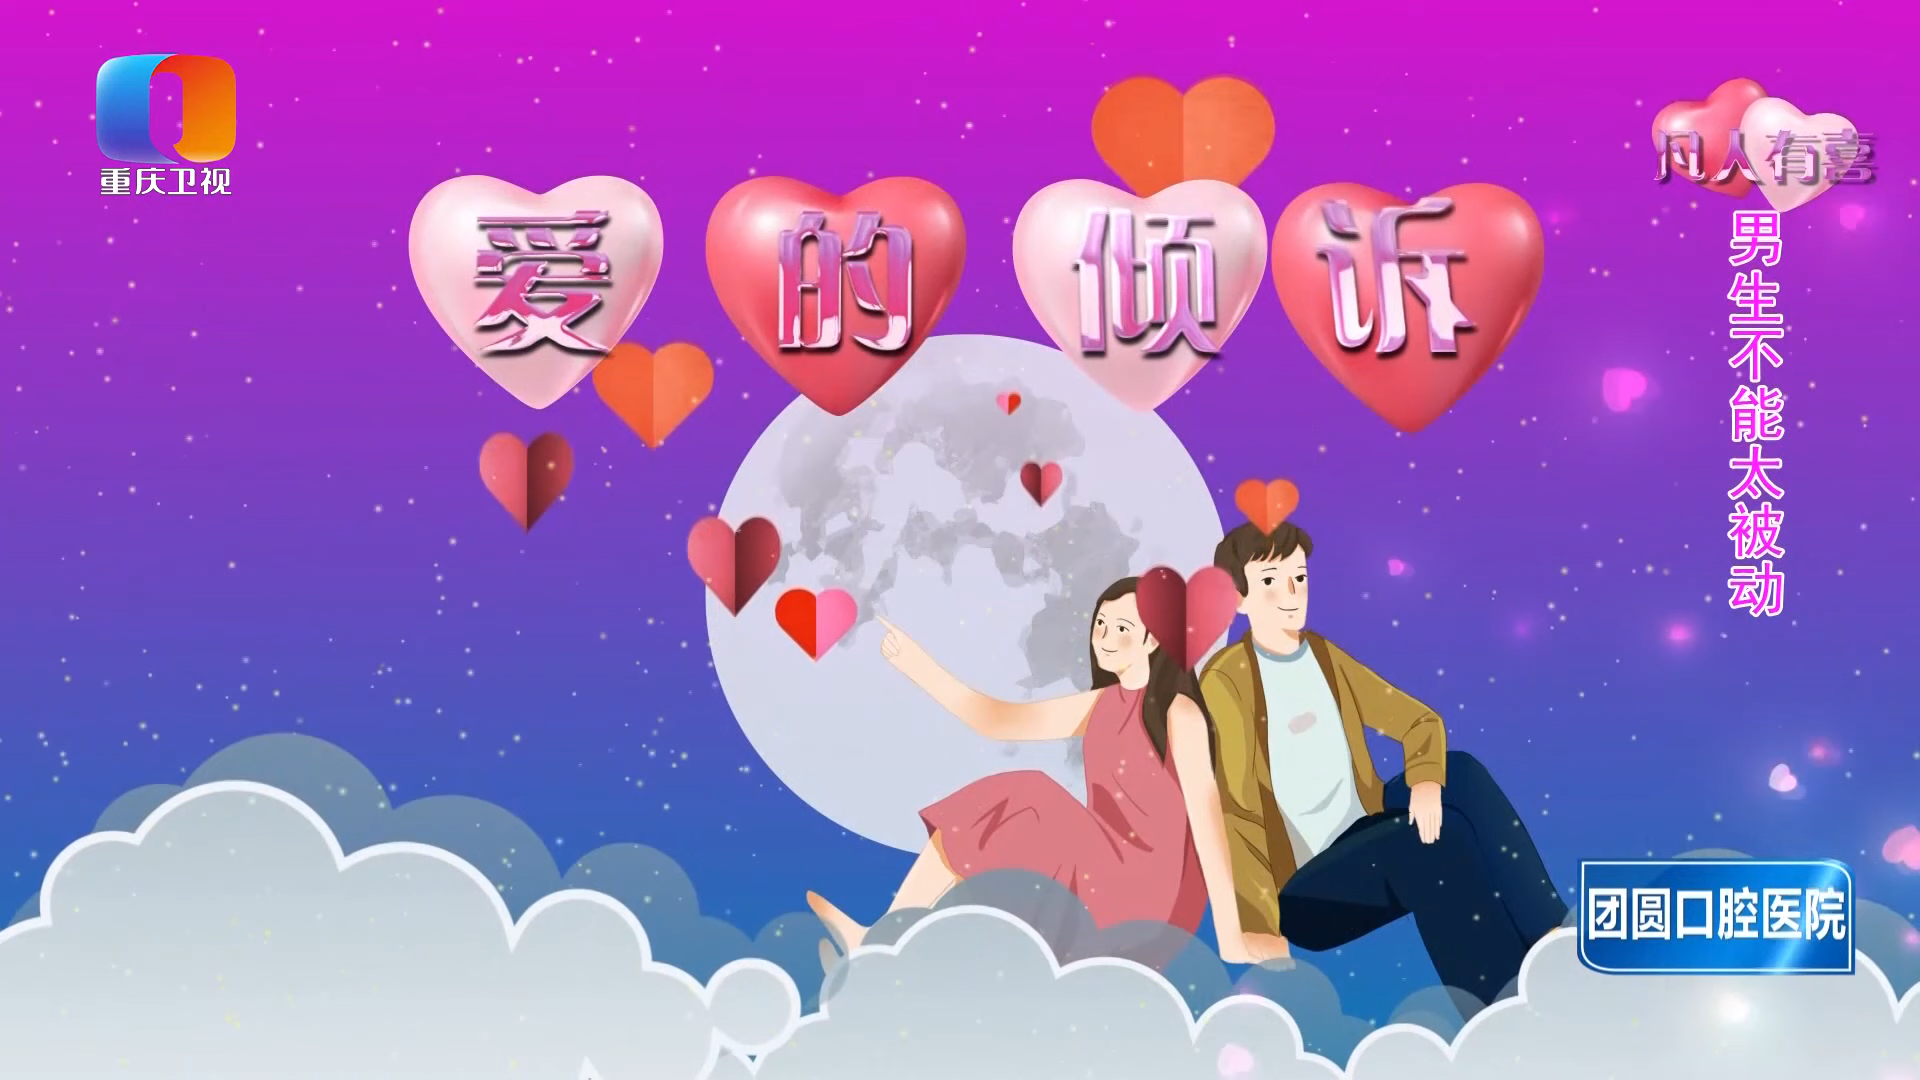 重庆卫视
爱的倾诉
凡人有喜
男生不能太被动
团圆口腔医院